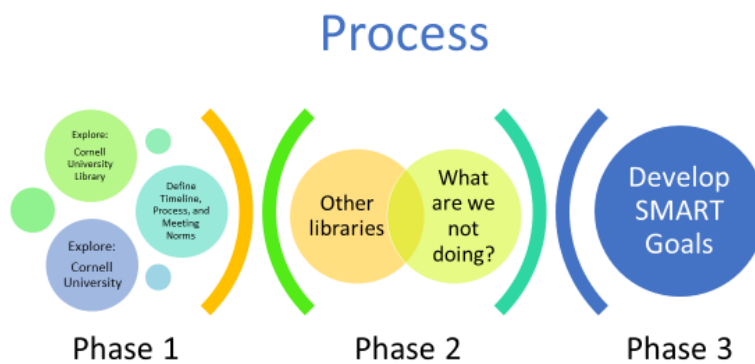 Process
Explore:
Cornell
University
Library
Define
Timeline,
Process, and
Meeting
Norms
Explore:
Cornell
University
Other
libraries
What
are we
not
doing?
Develop
SMART
Goals
Phase 1
Phase 2
Phase 3